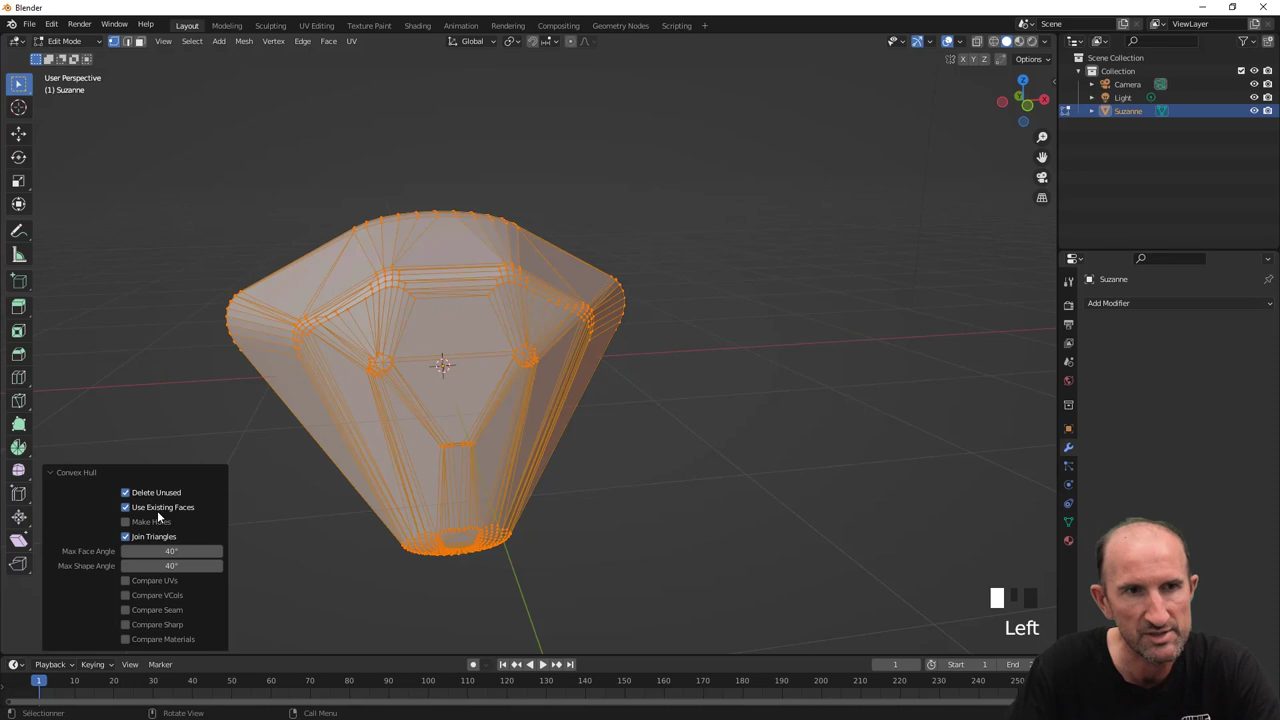 Blender
File Edit Render Window Help Layout Modeling Sculpting UV Editing Texture Paint Shading Animation Rendering Compositing Geometry Nodes Scripting + Scene ViewLayer
Edit Mode View Select Add Mesh Vertex Edge Face UV Global
X Y Z Options
User Perspective
(1) Suzanne
Z
X
Y
Scene Collection
Collection
Camera
Light
Suzanne
Suzanne
Add Modifier
Convex Hull
Delete Unused
Use Existing Faces
Make Holes
Join Triangles
Max Face Angle 40°
Max Shape Angle 40°
Compare UVs
Compare VCols
Compare Seam
Compare Sharp
Compare Materials
Left
Playback Keying View Marker 1 Start 1 End
1 10 20 30 40 50 60 70 80 90 100 110 120 130 140 150 160 170 180 190 200 210 220 230 240 250
Sélectionner Rotate View Call Menu